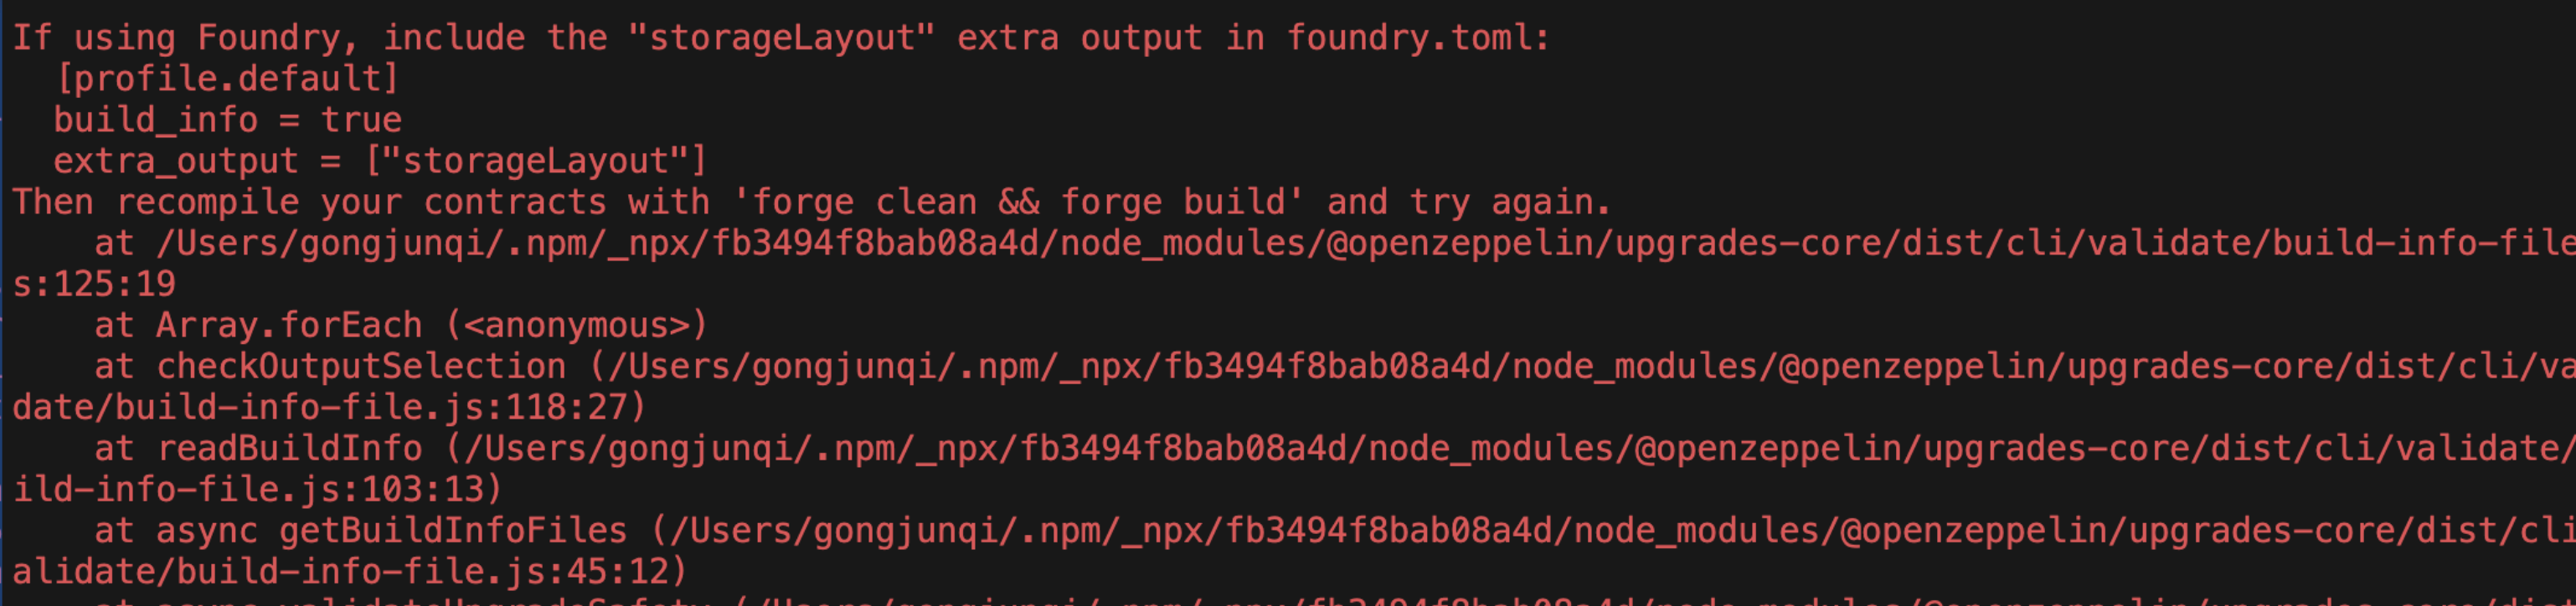 If using Foundry, include the "storageLayout" extra output in foundry.toml:
  [profile.default]
  build_info = true
  extra_output = ["storageLayout"]
Then recompile your contracts with 'forge clean && forge build' and try again.
    at /Users/gongjunqi/.npm/_npx/fb3494f8bab08a4d/node_modules/@openzeppelin/upgrades-core/dist/cli/validate/build-info-file
s:125:19
    at Array.forEach (<anonymous>)
    at checkOutputSelection (/Users/gongjunqi/.npm/_npx/fb3494f8bab08a4d/node_modules/@openzeppelin/upgrades-core/dist/cli/va
date/build-info-file.js:118:27)
    at readBuildInfo (/Users/gongjunqi/.npm/_npx/fb3494f8bab08a4d/node_modules/@openzeppelin/upgrades-core/dist/cli/validate/
ild-info-file.js:103:13)
    at async getBuildInfoFiles (/Users/gongjunqi/.npm/_npx/fb3494f8bab08a4d/node_modules/@openzeppelin/upgrades-core/dist/cli
alidate/build-info-file.js:45:12)